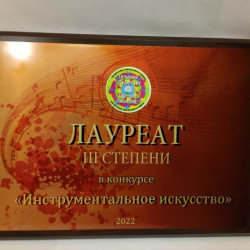 ЛАУРЕАТ
III СТЕПЕНИ
в конкурсе
«Инструментальное искусство»
2022